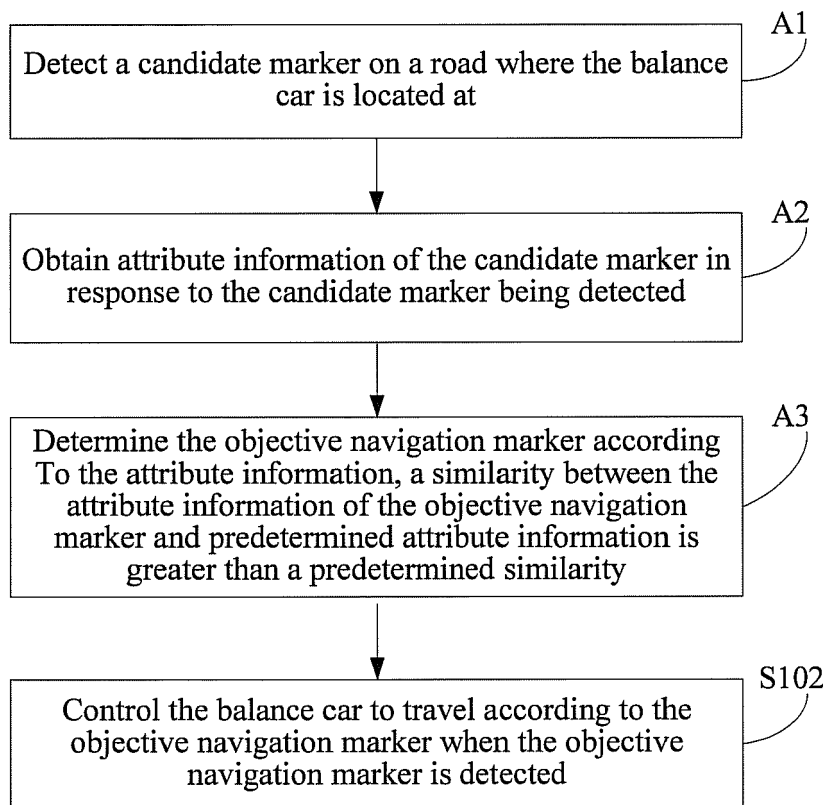 A1
Detect a candidate marker on a road where the balance
car is located at
A2
Obtain attribute information of the candidate marker in
response to the candidate marker being detected
A3
Determine the objective navigation marker according
To the attribute information, a similarity between the
attribute information of the objective navigation
marker and predetermined attribute information is
greater than a predetermined similarity
S102
Control the balance car to travel according to the
objective navigation marker when the objective
navigation marker is detected